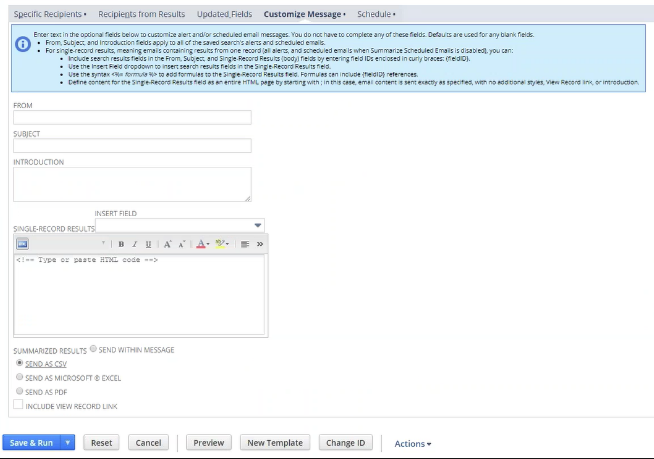 Specific Recipients • Recipients from Results Updated Fields Customize Message • Schedule •
Enter text in the optional fields below to customize alert and/or scheduled email messages. You do not have to complete any of these fields. Defaults are used for any blank fields.
• From, Subject, and Introduction fields apply to all of the saved search's alerts and scheduled emails.
• For single-record results, meaning emails containing results from one record (all alerts, and scheduled emails when Summarize Scheduled Emails is disabled), you can:
• Include search results fields in the From, Subject, and Single-Record Results (body) fields by entering field IDs enclosed in curly braces: {fieldID}.
• Use the Insert Field dropdown to insert search results fields in the Single-Record Results field.
• Use the syntax <%= formula %> to add formulas to the Single-Record Results field. Formulas can include {fieldID} references.
• Define content for the Single-Record Results field as an entire HTML page by starting with ; in this case, email content is sent exactly as specified, with no additional styles, View Record link, or introduction.
FROM
SUBJECT
INTRODUCTION
INSERT FIELD
SINGLE-RECORD RESULTS
B I U A A A
<!-- Type or paste HTML code -->
SUMMARIZED RESULTS SEND WITHIN MESSAGE
SEND AS CSV
SEND AS MICROSOFT ® EXCEL
SEND AS PDF
INCLUDE VIEW RECORD LINK
Save & Run Reset Cancel Preview New Template Change ID Actions